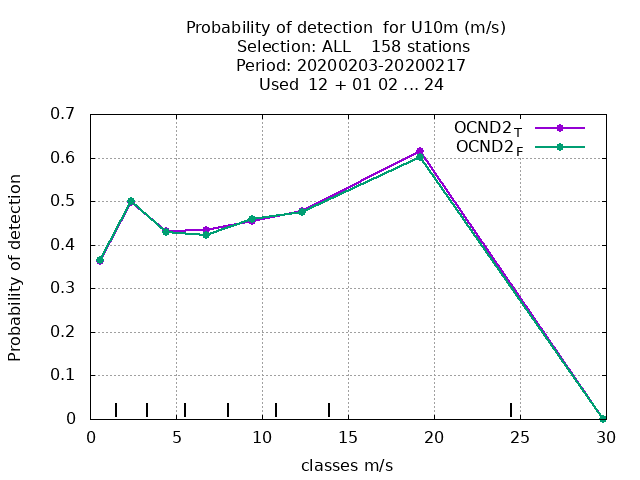 Probability of detection for U10m (m/s)
Selection: ALL 158 stations
Period: 20200203-20200217
Used 12 + 01 02 ... 24
OCND2T
OCND2F
Probability of detection
0.7
0.6
0.5
0.4
0.3
0.2
0.1
0
0 5 10 15 20 25 30
classes m/s